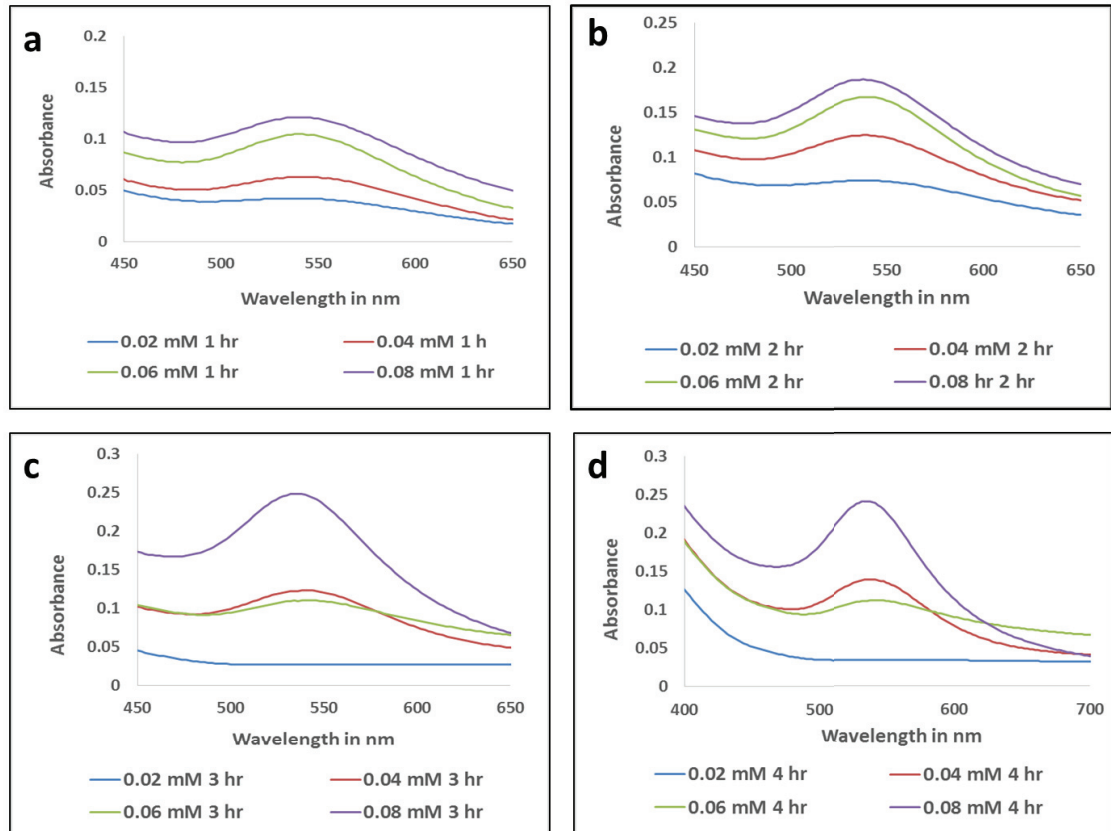 a
0.2
0.15
0.1
0.05
0
Absorbance
450 500 550 600 650
Wavelength in nm
0.02 mM 1 hr 0.04 mM 1 h
0.06 mM 1 hr 0.08 mM 1 hr
b
0.25
0.2
0.15
0.1
0.05
0
Absorbance
450 500 550 600 650
Wavelength in nm
0.02 mM 2 hr 0.04 mM 2 hr
0.06 mM 2 hr 0.08 hr 2 hr
c
0.3
0.25
0.2
0.15
0.1
0.05
0
Absorbance
450 500 550 600 650
Wavelength in nm
0.02 mM 3 hr 0.04 mM 3 hr
0.06 mM 3 hr 0.08 mM 3 hr
d
0.3
0.25
0.2
0.15
0.1
0.05
0
Absorbance
400 500 600 700
Wavelength in nm
0.02 mM 4 hr 0.04 mM 4 hr
0.06 mM 4 hr 0.08 mM 4 hr